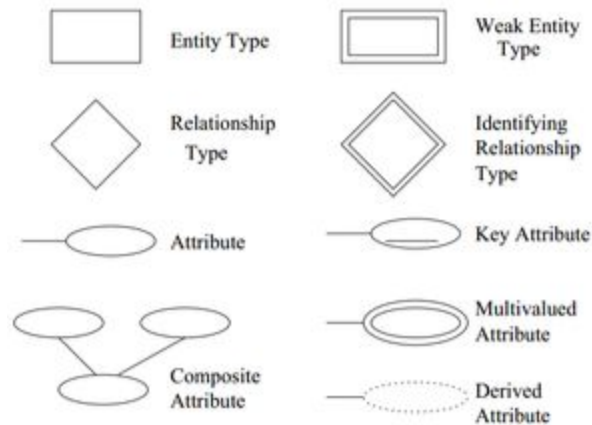 Entity Type
Weak Entity
Type
Relationship
Type
Identifying
Relationship
Type
Attribute
Key Attribute
Composite
Attribute
Multivalued
Attribute
Derived
Attribute